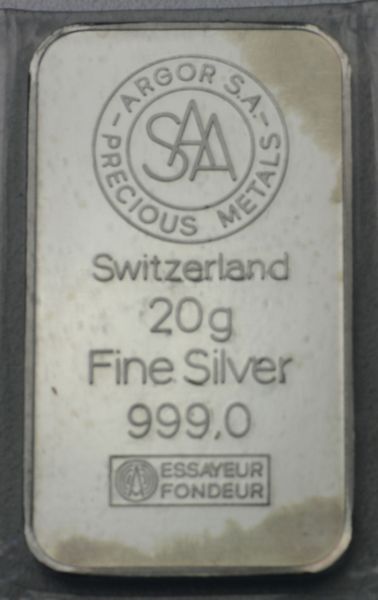 - ARGOR S.A. -
PRECIOUS METALS
SAA
Switzerland
20g
Fine Silver
999,0
ESSAYEUR
FONDEUR